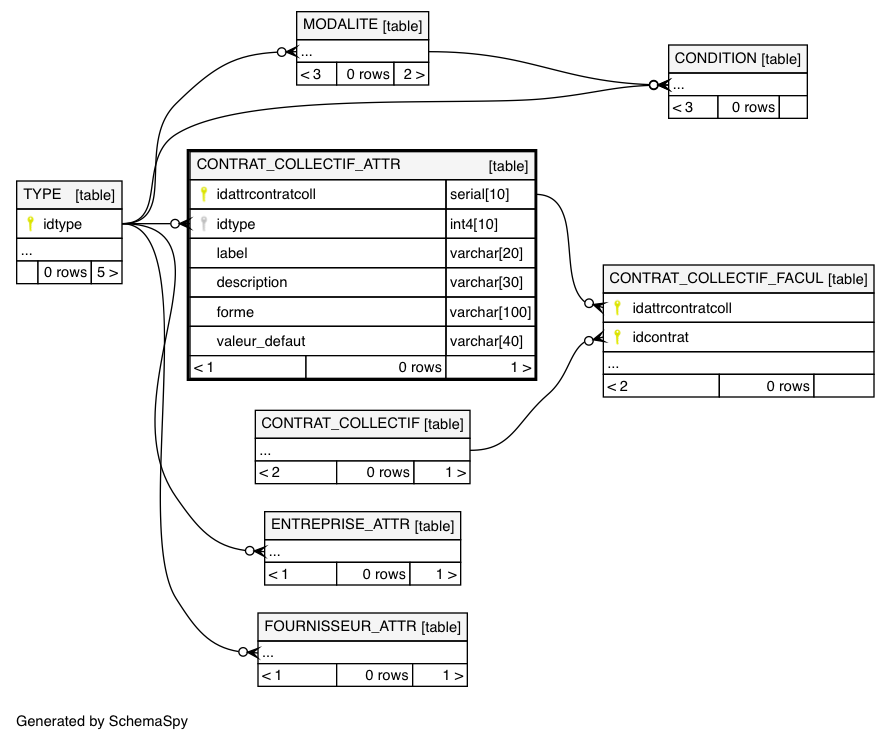 MODALITE [table]
...
< 3 0 rows 2 >
CONDITION [table]
...
< 3 0 rows
TYPE [table]
idtype
...
0 rows 5 >
CONTRAT_COLLECTIF_ATTR [table]
idattrcontratcoll serial[10]
idtype int4[10]
label varchar[20]
description varchar[30]
forme varchar[100]
valeur_defaut varchar[40]
< 1 0 rows 1 >
CONTRAT_COLLECTIF_FACUL [table]
idattrcontratcoll
idcontrat
...
< 2 0 rows
CONTRAT_COLLECTIF [table]
...
< 2 0 rows 1 >
ENTREPRISE_ATTR [table]
...
< 1 0 rows 1 >
FOURNISSEUR_ATTR [table]
...
< 1 0 rows 1 >
Generated by SchemaSpy